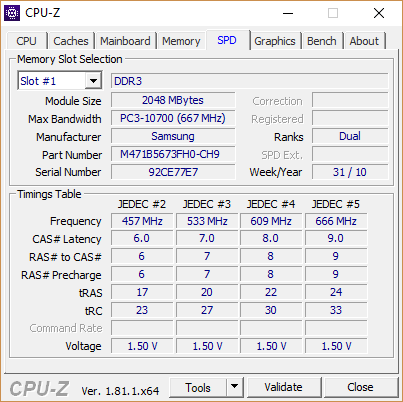 CPU-Z
CPU Caches Mainboard Memory SPD Graphics Bench About
Memory Slot Selection
Slot #1 DDR3
Module Size 2048 MBytes Correction
Max Bandwidth PC3-10700 (667 MHz) Registered
Manufacturer Samsung Ranks Dual
Part Number M471B5673FH0-CH9 SPD Ext.
Serial Number 92CE77E7 Week/Year 31 / 10
Timings Table
JEDEC #2 JEDEC #3 JEDEC #4 JEDEC #5
Frequency 457 MHz 533 MHz 609 MHz 666 MHz
CAS# Latency 6.0 7.0 8.0 9.0
RAS# to CAS# 6 7 8 9
RAS# Precharge 6 7 8 9
tRAS 17 20 22 24
tRC 23 27 30 33
Command Rate
Voltage 1.50 V 1.50 V 1.50 V 1.50 V
CPU-Z Ver. 1.81.1.x64 Tools Validate Close